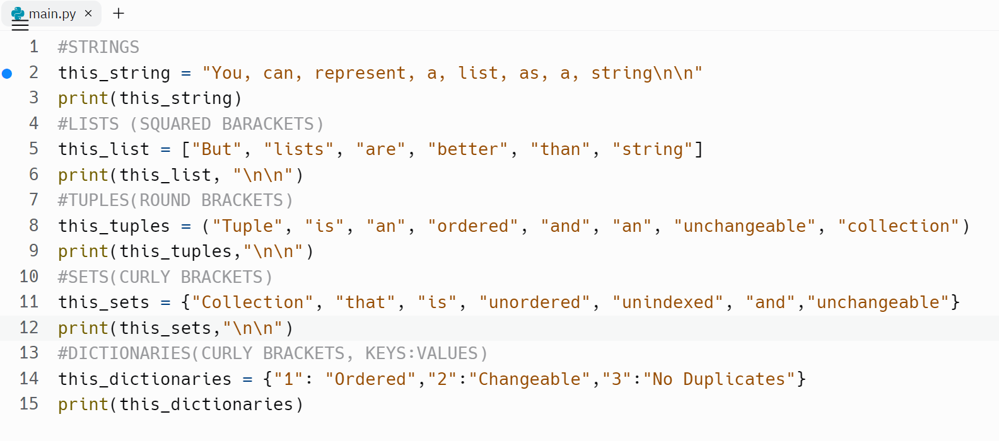 main.py × +
1 #STRINGS
2 this_string = "You, can, represent, a, list, as, a, string\n\n"
3 print(this_string)
4 #LISTS (SQUARED BARACKETS)
5 this_list = ["But", "lists", "are", "better", "than", "string"]
6 print(this_list, "\n\n")
7 #TUPLES(ROUND BRACKETS)
8 this_tuples = ("Tuple", "is", "an", "ordered", "and", "an", "unchangeable", "collection")
9 print(this_tuples,"\n\n")
10 #SETS(CURLY BRACKETS)
11 this_sets = {"Collection", "that", "is", "unordered", "unindexed", "and","unchangeable"}
12 print(this_sets,"\n\n")
13 #DICTIONARIES(CURLY BRACKETS, KEYS:VALUES)
14 this_dictionaries = {"1": "Ordered","2":"Changeable","3":"No Duplicates"}
15 print(this_dictionaries)